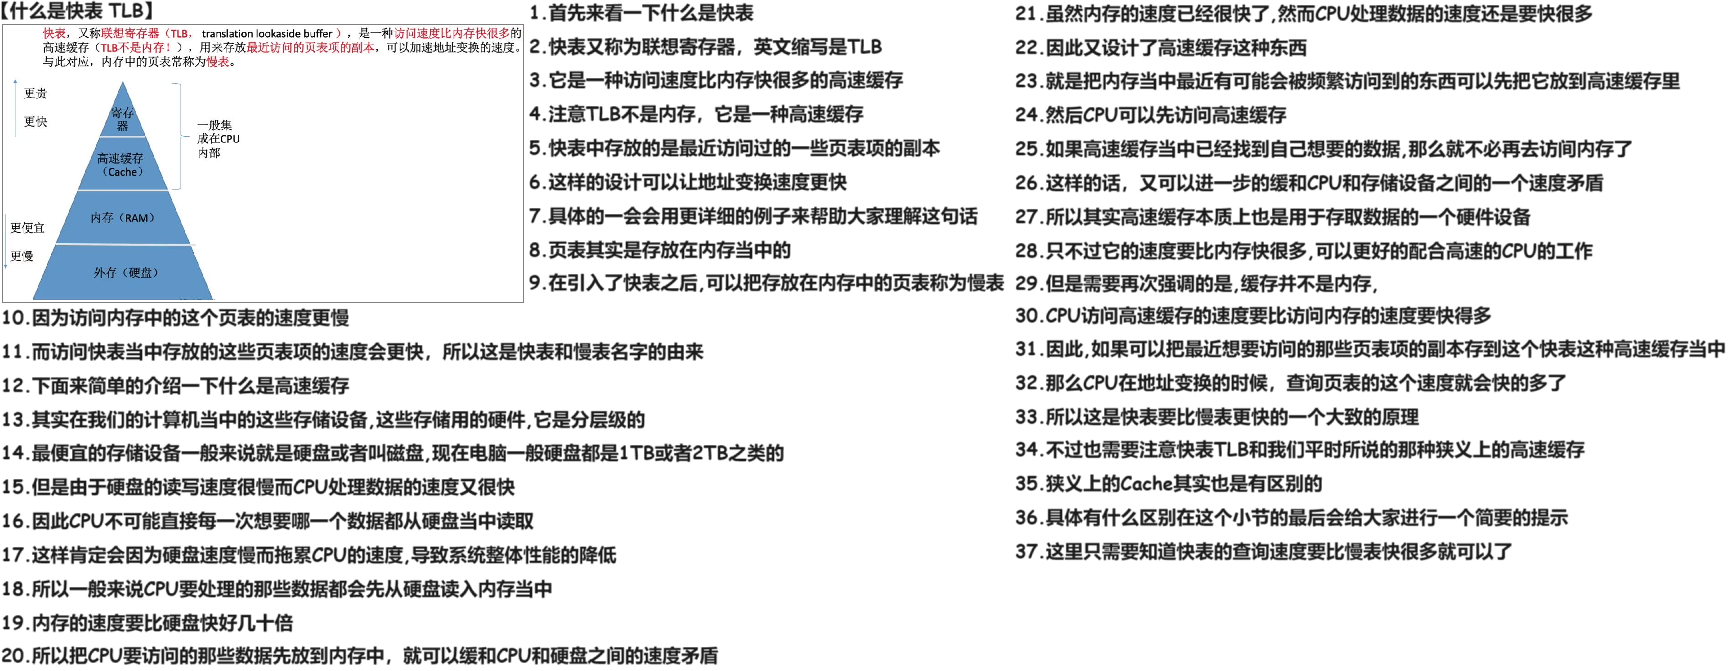 【什么是快表 TLB】
快表，又称联想寄存器（TLB， translation lookaside buffer ），是一种访问速度比内存快很多的
高速缓存（TLB不是内存！），用来存放最近访问的页表项的副本，可以加速地址变换的速度。
与此对应，内存中的页表常称为慢表。
更贵
更快
寄存
器
高速缓存
（Cache）
一般集
成在CPU
内部
内存（RAM）
更便宜
更慢
外存（硬盘）
1.首先来看一下什么是快表
2.快表又称为联想寄存器，英文缩写是TLB
3.它是一种访问速度比内存快很多的高速缓存
4.注意TLB不是内存，它是一种高速缓存
5.快表中存放的是最近访问过的一些页表项的副本
6.这样的设计可以让地址变换速度更快
7.具体的一会会用更详细的例子来帮助大家理解这句话
8.页表其实是存放在内存当中的
9.在引入了快表之后,可以把存放在内存中的页表称为慢表
10.因为访问内存中的这个页表的速度更慢
11.而访问快表当中存放的这些页表项的速度会更快，所以这是快表和慢表名字的由来
12.下面来简单的介绍一下什么是高速缓存
13.其实在我们的计算机当中的这些存储设备,这些存储用的硬件,它是分层级的
14.最便宜的存储设备一般来说就是硬盘或者叫磁盘,现在电脑一般硬盘都是1TB或者2TB之类的
15.但是由于硬盘的读写速度很慢而CPU处理数据的速度又很快
16.因此CPU不可能直接每一次想要哪一个数据都从硬盘当中读取
17.这样肯定会因为硬盘速度慢而拖累CPU的速度,导致系统整体性能的降低
18.所以一般来说CPU要处理的那些数据都会先从硬盘读入内存当中
19.内存的速度要比硬盘快好几十倍
20.所以把CPU要访问的那些数据先放到内存中，就可以缓和CPU和硬盘之间的速度矛盾
21.虽然内存的速度已经很快了,然而CPU处理数据的速度还是要快很多
22.因此又设计了高速缓存这种东西
23.就是把内存当中最近有可能会被频繁访问到的东西可以先把它放到高速缓存里
24.然后CPU可以先访问高速缓存
25.如果高速缓存当中已经找到自己想要的数据,那么就不必再去访问内存了
26.这样的话，又可以进一步的缓和CPU和存储设备之间的一个速度矛盾
27.所以其实高速缓存本质上也是用于存取数据的一个硬件设备
28.只不过它的速度要比内存快很多,可以更好的配合高速的CPU的工作
29.但是需要再次强调的是,缓存并不是内存,
30.CPU访问高速缓存的速度要比访问内存的速度要快得多
31.因此,如果可以把最近想要访问的那些页表项的副本存到这个快表这种高速缓存当中
32.那么CPU在地址变换的时候，查询页表的这个速度就会快的多了
33.所以这是快表要比慢表更快的一个大致的原理
34.不过也需要注意快表TLB和我们平时所说的那种狭义上的高速缓存
35.狭义上的Cache其实也是有区别的
36.具体有什么区别在这个小节的最后会给大家进行一个简要的提示
37.这里只需要知道快表的查询速度要比慢表快很多就可以了